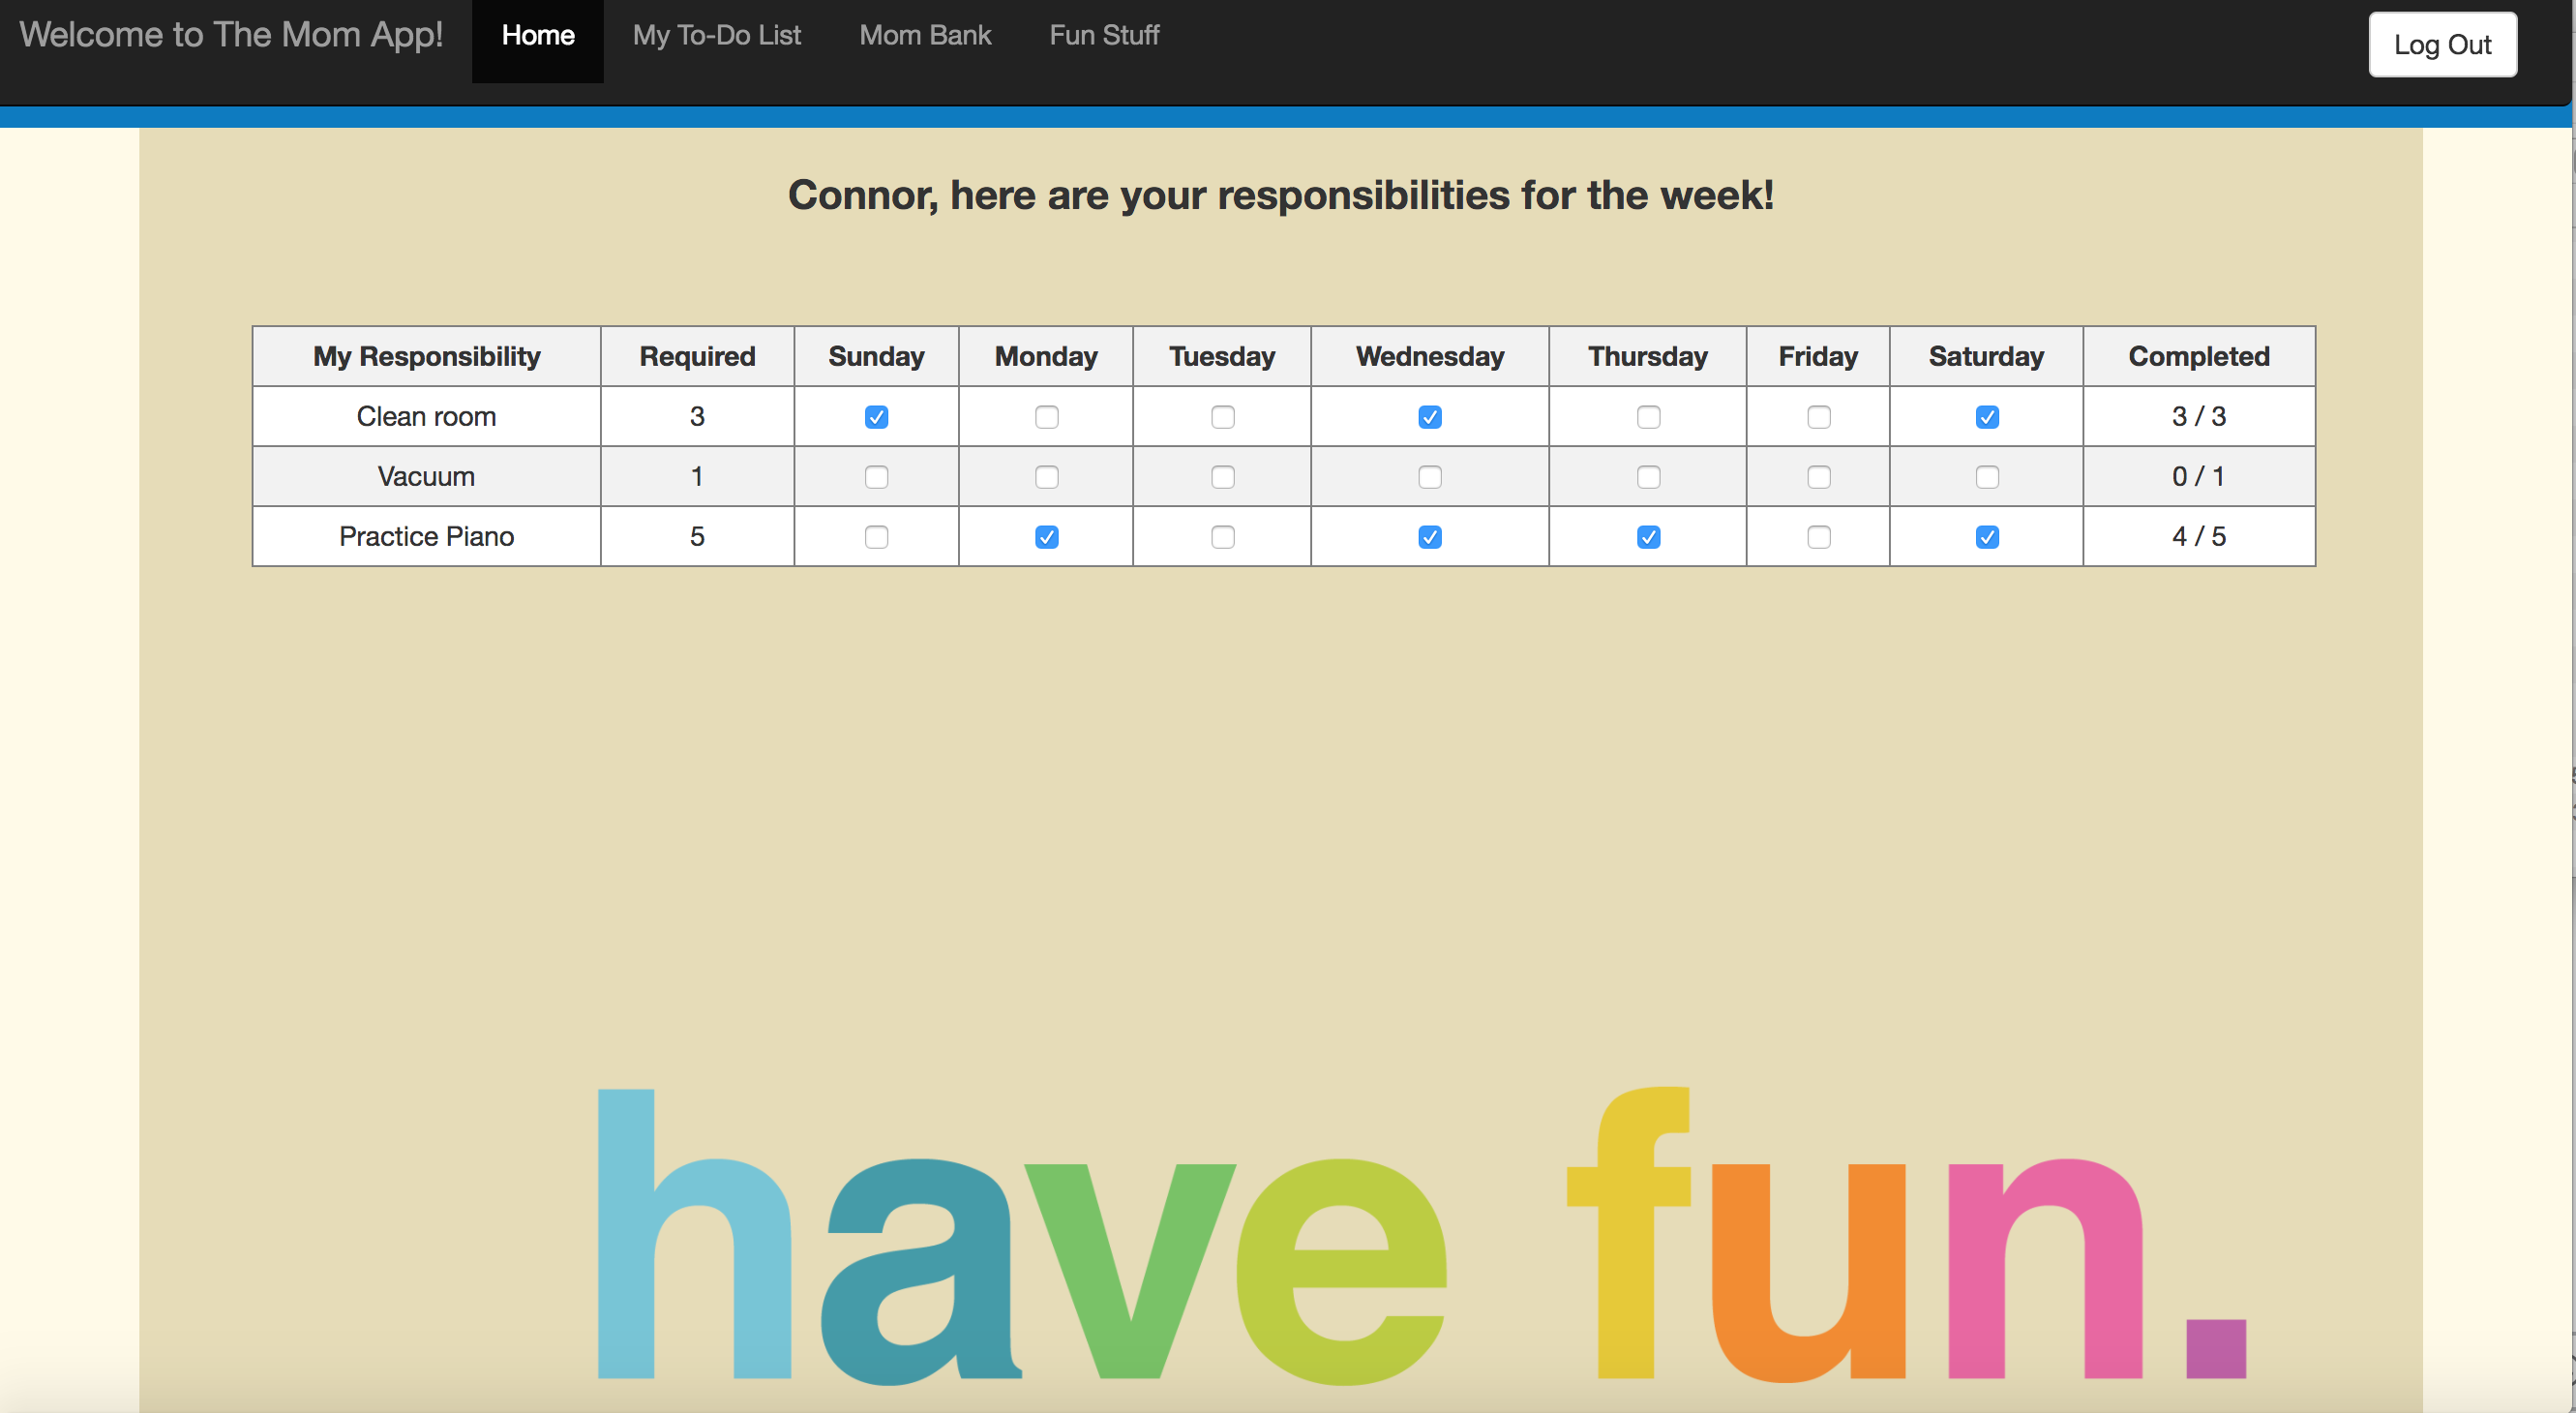 Welcome to The Mom App! Home My To-Do List Mom Bank Fun Stuff Log Out
Connor, here are your responsibilities for the week!
My Responsibility Required Sunday Monday Tuesday Wednesday Thursday Friday Saturday Completed
Clean room 3 3 / 3
Vacuum 1 0 / 1
Practice Piano 5 4 / 5
have fun.